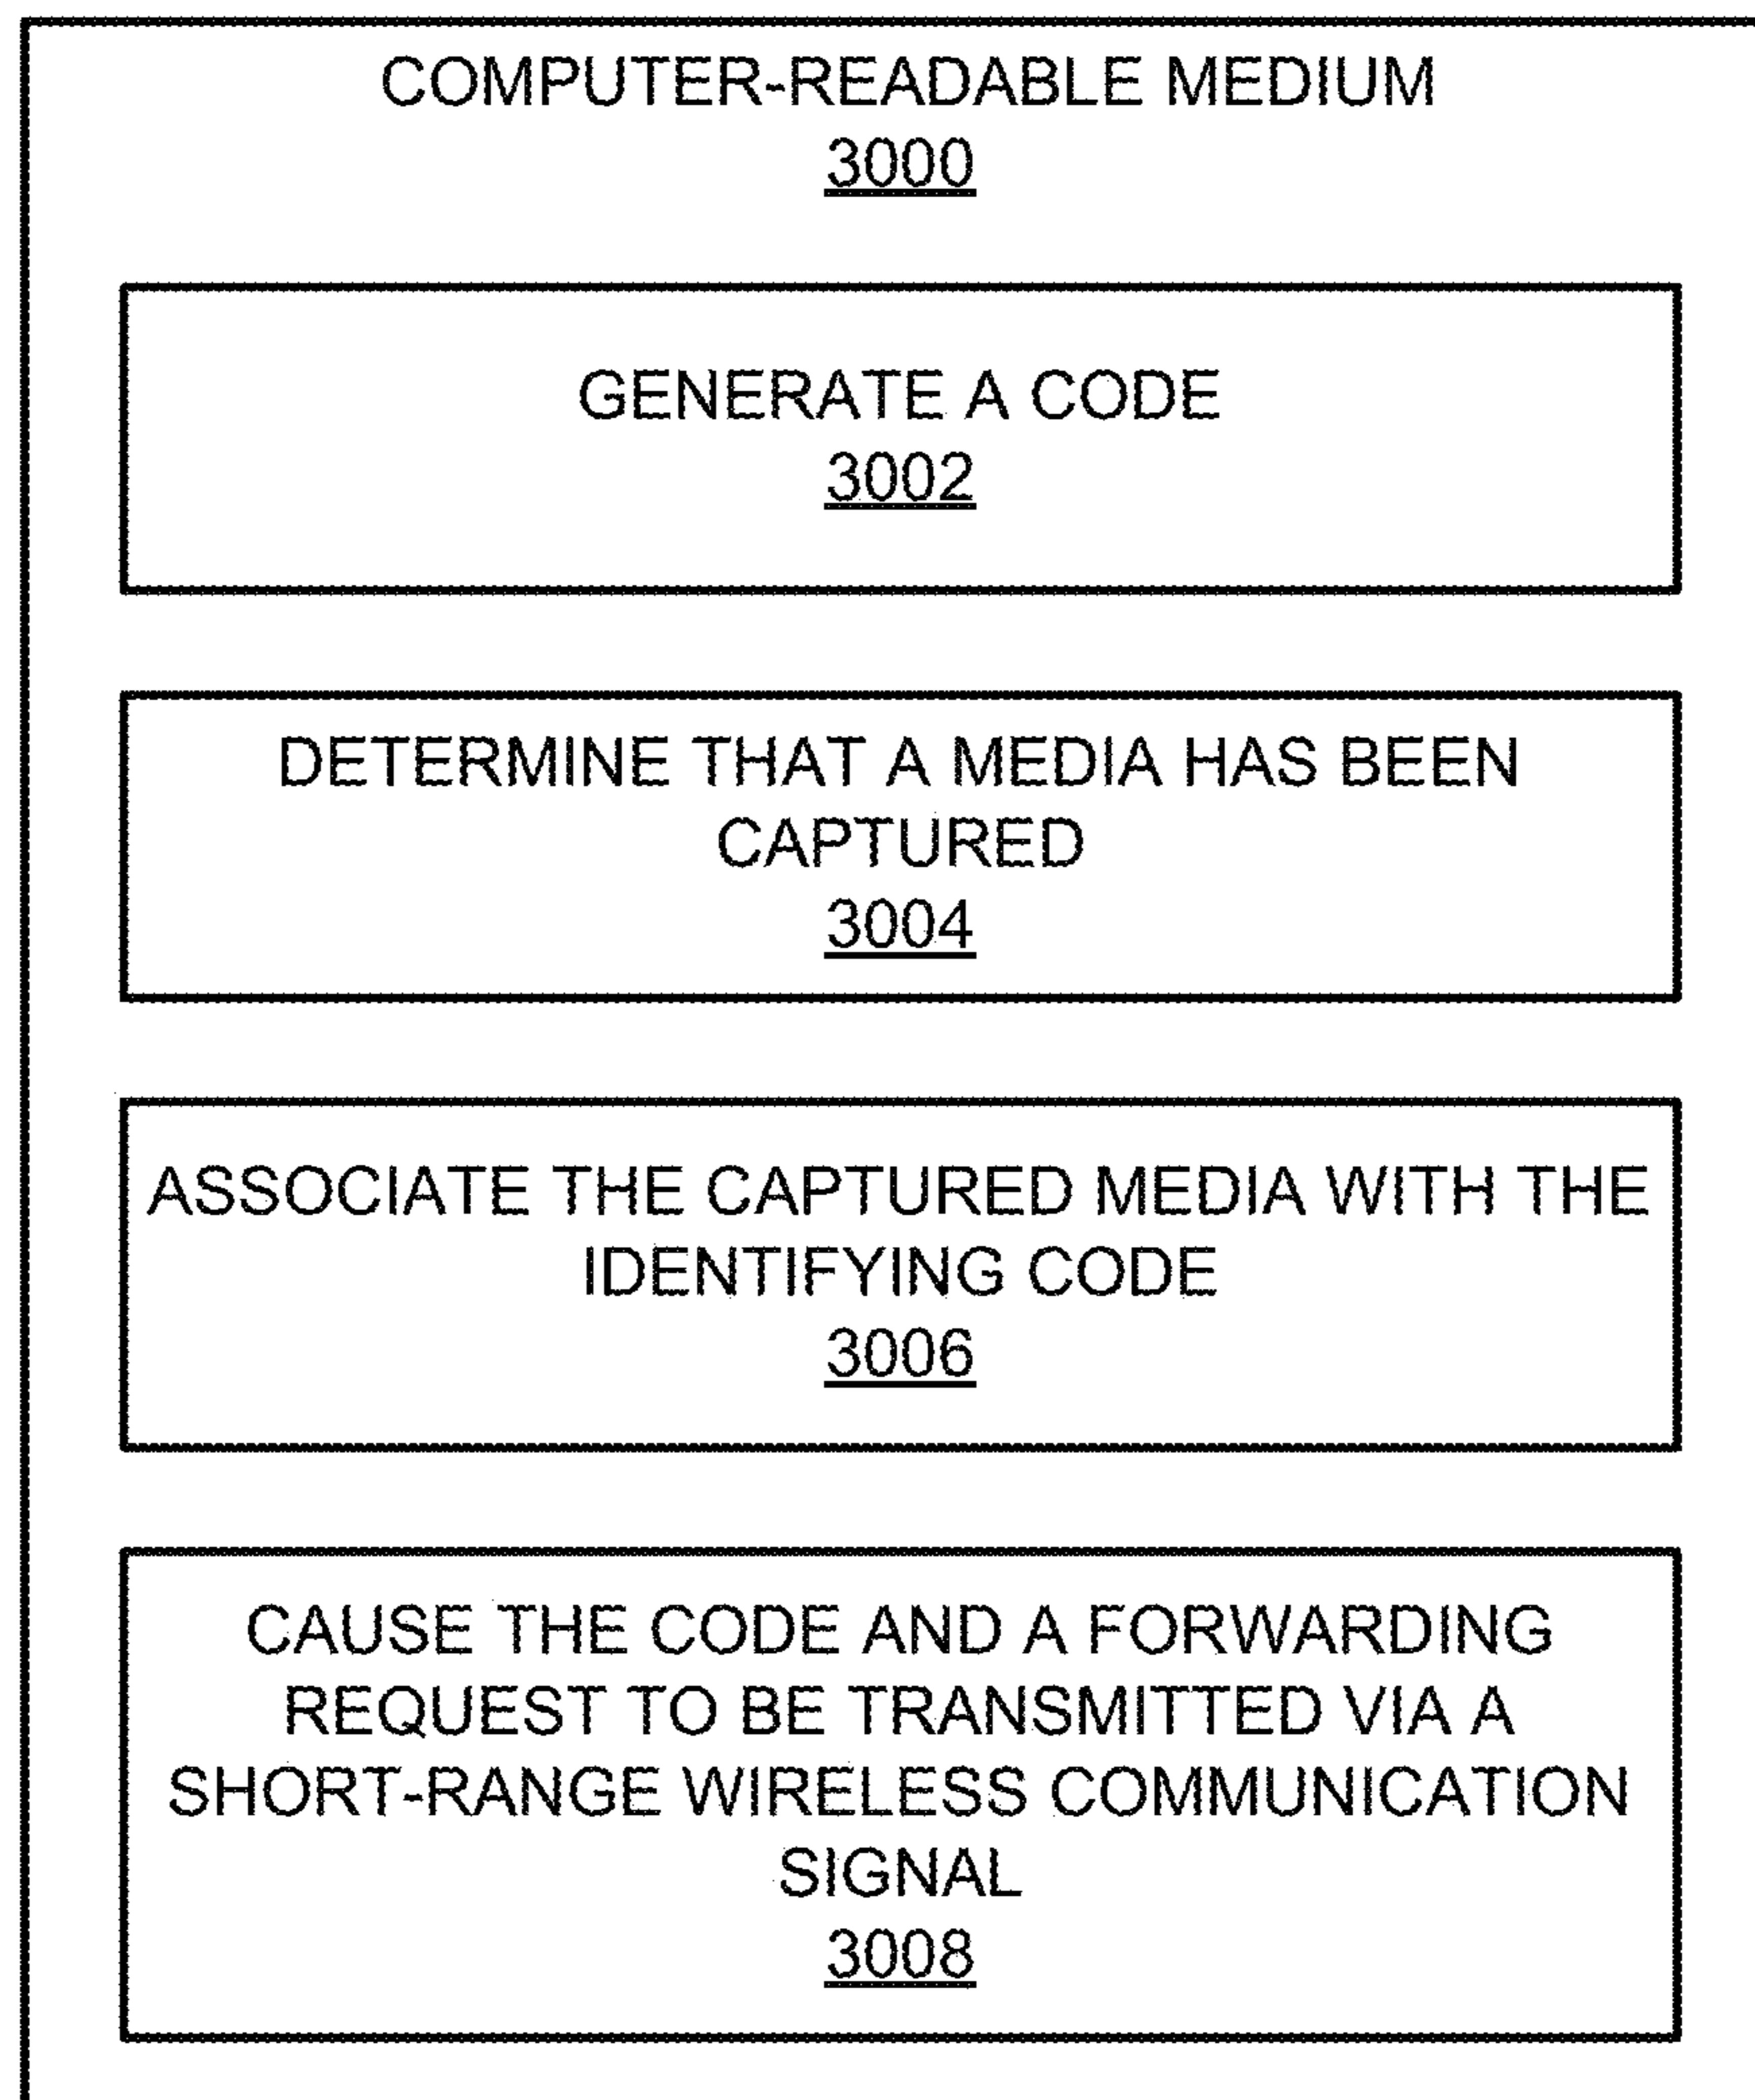 COMPUTER-READABLE MEDIUM
3000
GENERATE A CODE
3002
DETERMINE THAT A MEDIA HAS BEEN
CAPTURED
3004
ASSOCIATE THE CAPTURED MEDIA WITH THE
IDENTIFYING CODE
3006
CAUSE THE CODE AND A FORWARDING
REQUEST TO BE TRANSMITTED VIA A
SHORT-RANGE WIRELESS COMMUNICATION
SIGNAL
3008